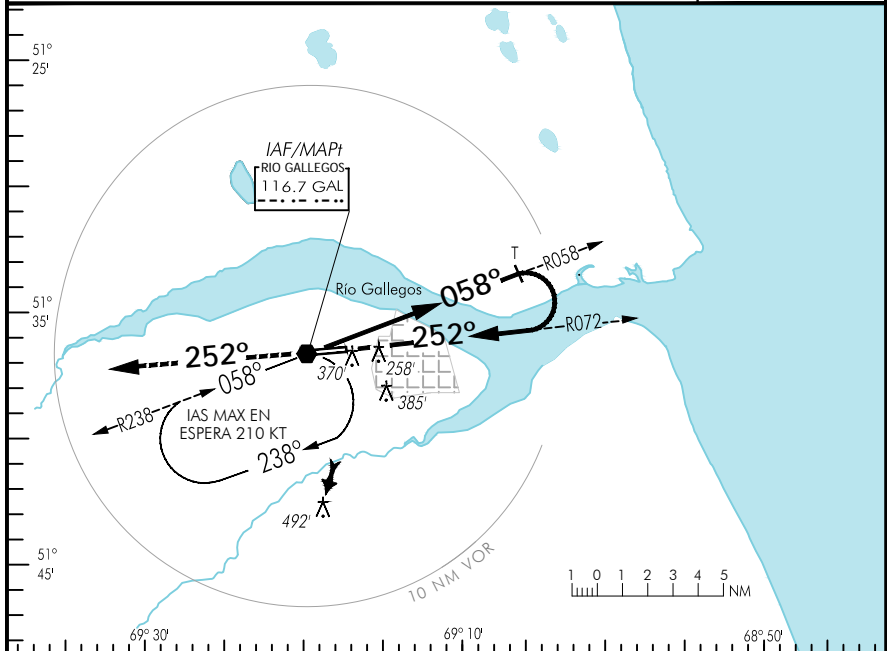 51°
25'
IAF/MAPt
RIO GALLEGOS
116.7 GAL
T
R058
058°
Río Gallegos
51°
35'
R072
252°
252°
058°
370'
258'
385'
R238
IAS MAX EN
ESPERA 210 KT
238°
492'
51°
45'
10 NM VOR
1 0 1 2 3 4 5 NM
69° 30'
69° 10'
68° 50'